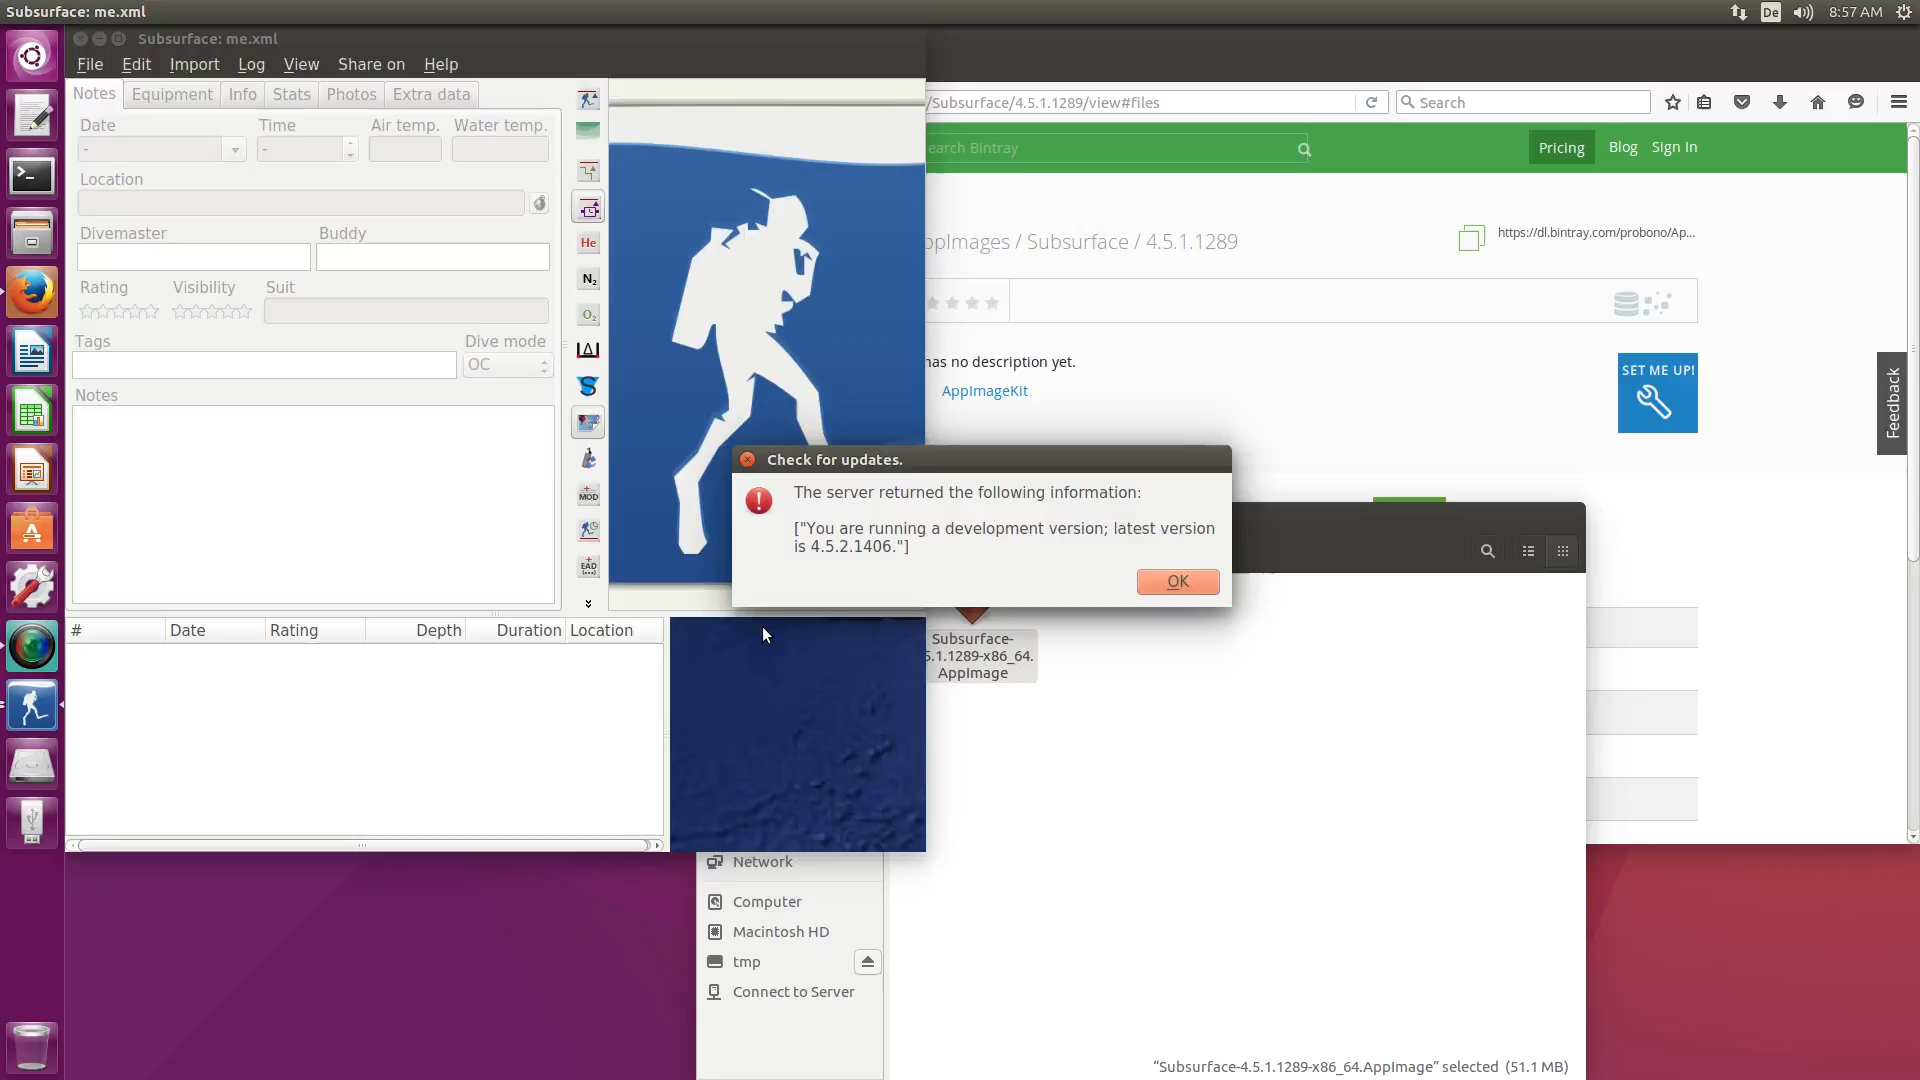 Subsurface: me.xml
De
8:57 AM
Subsurface: me.xml
File Edit Import Log View Share on Help
Notes Equipment Info Stats Photos Extra data
Date Time Air temp. Water temp.
- -
Location
Divemaster Buddy
Rating Visibility Suit
Tags Dive mode
OC
Notes
He
N₂
O₂
MOD
EAD
# Date Rating Depth Duration Location
/Subsurface/4.5.1.1289/view#files
Search
earch Bintray
Pricing Blog Sign In
ppImages / Subsurface / 4.5.1.1289
https://dl.bintray.com/probono/Ap...
has no description yet.
AppImageKit
SET ME UP!
Feedback
Check for updates.
The server returned the following information:
["You are running a development version; latest version
is 4.5.2.1406."]
OK
Subsurface-
5.1.1289-x86_64.
AppImage
Network
Computer
Macintosh HD
tmp
Connect to Server
“Subsurface-4.5.1.1289-x86_64.AppImage” selected (51.1 MB)